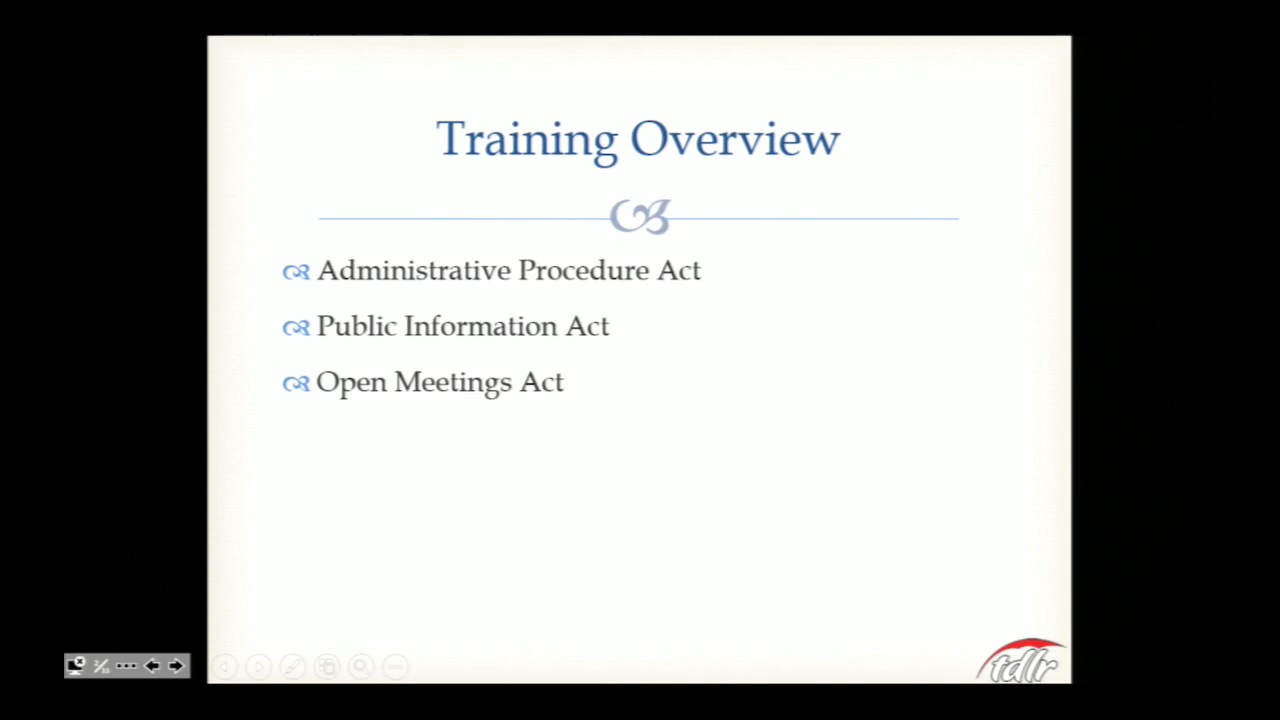 Training Overview
Administrative Procedure Act
Public Information Act
Open Meetings Act
tdlr